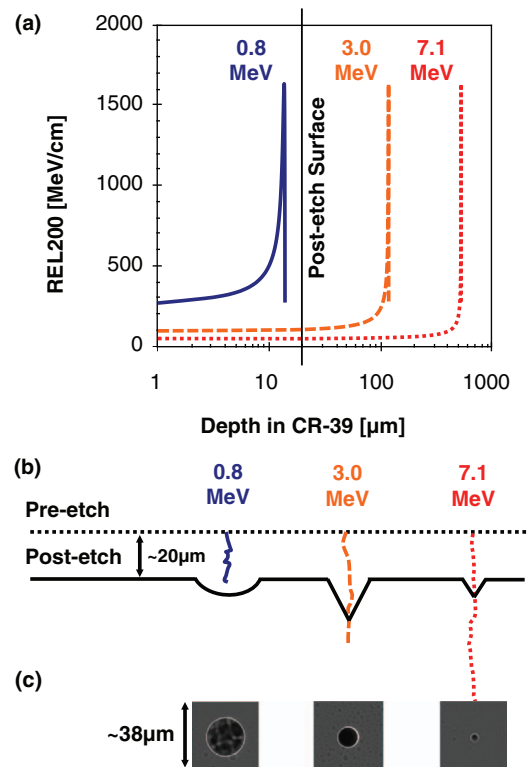 (a)
2000
1500
1000
500
0
REL200 [MeV/cm]
0.8
MeV
3.0
MeV
7.1
MeV
Post-etch Surface
1
10
100
1000
Depth in CR-39 [µm]
(b)
0.8
MeV
3.0
MeV
7.1
MeV
Pre-etch
Post-etch
~20µm
(c)
~38µm